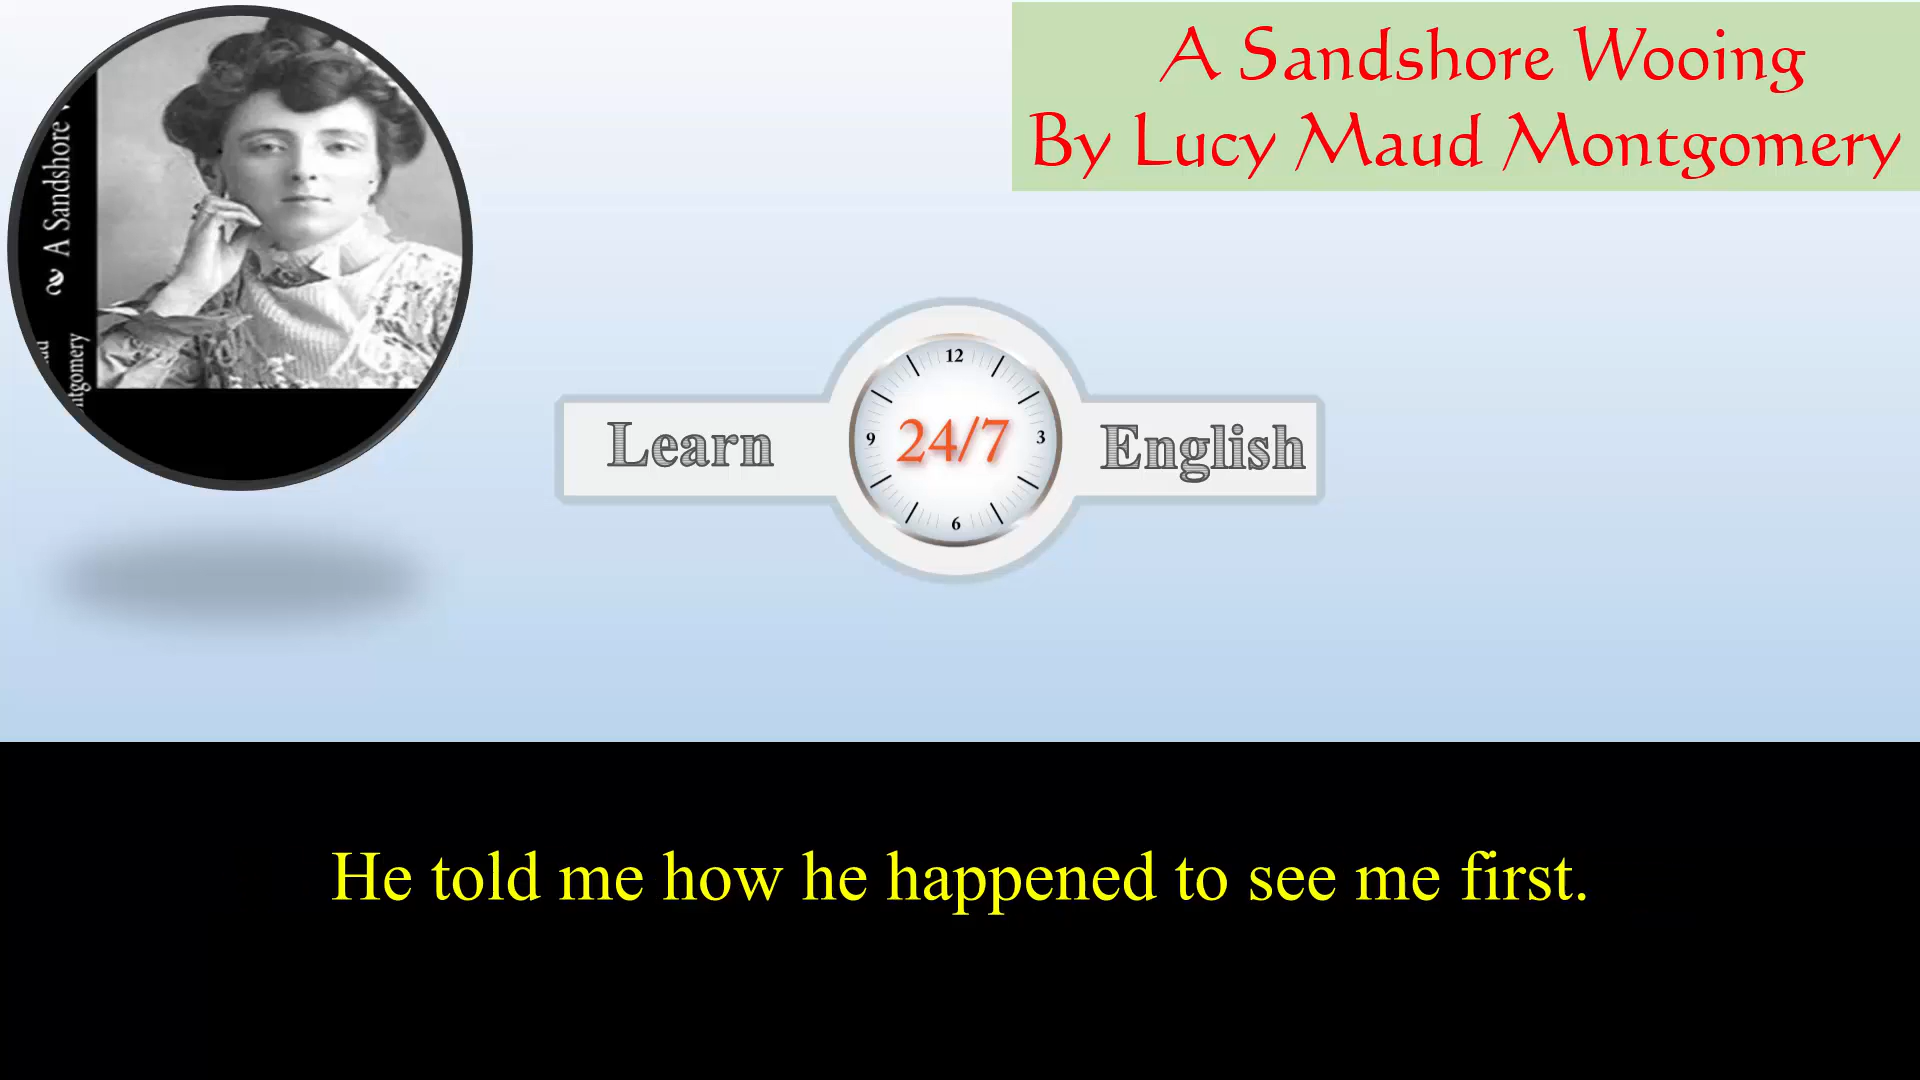 A Sandshore Wooing
By Lucy Maud Montgomery
A Sandshore
ntgomery
12
Learn
9
24/7
3
English
6
He told me how he happened to see me first.